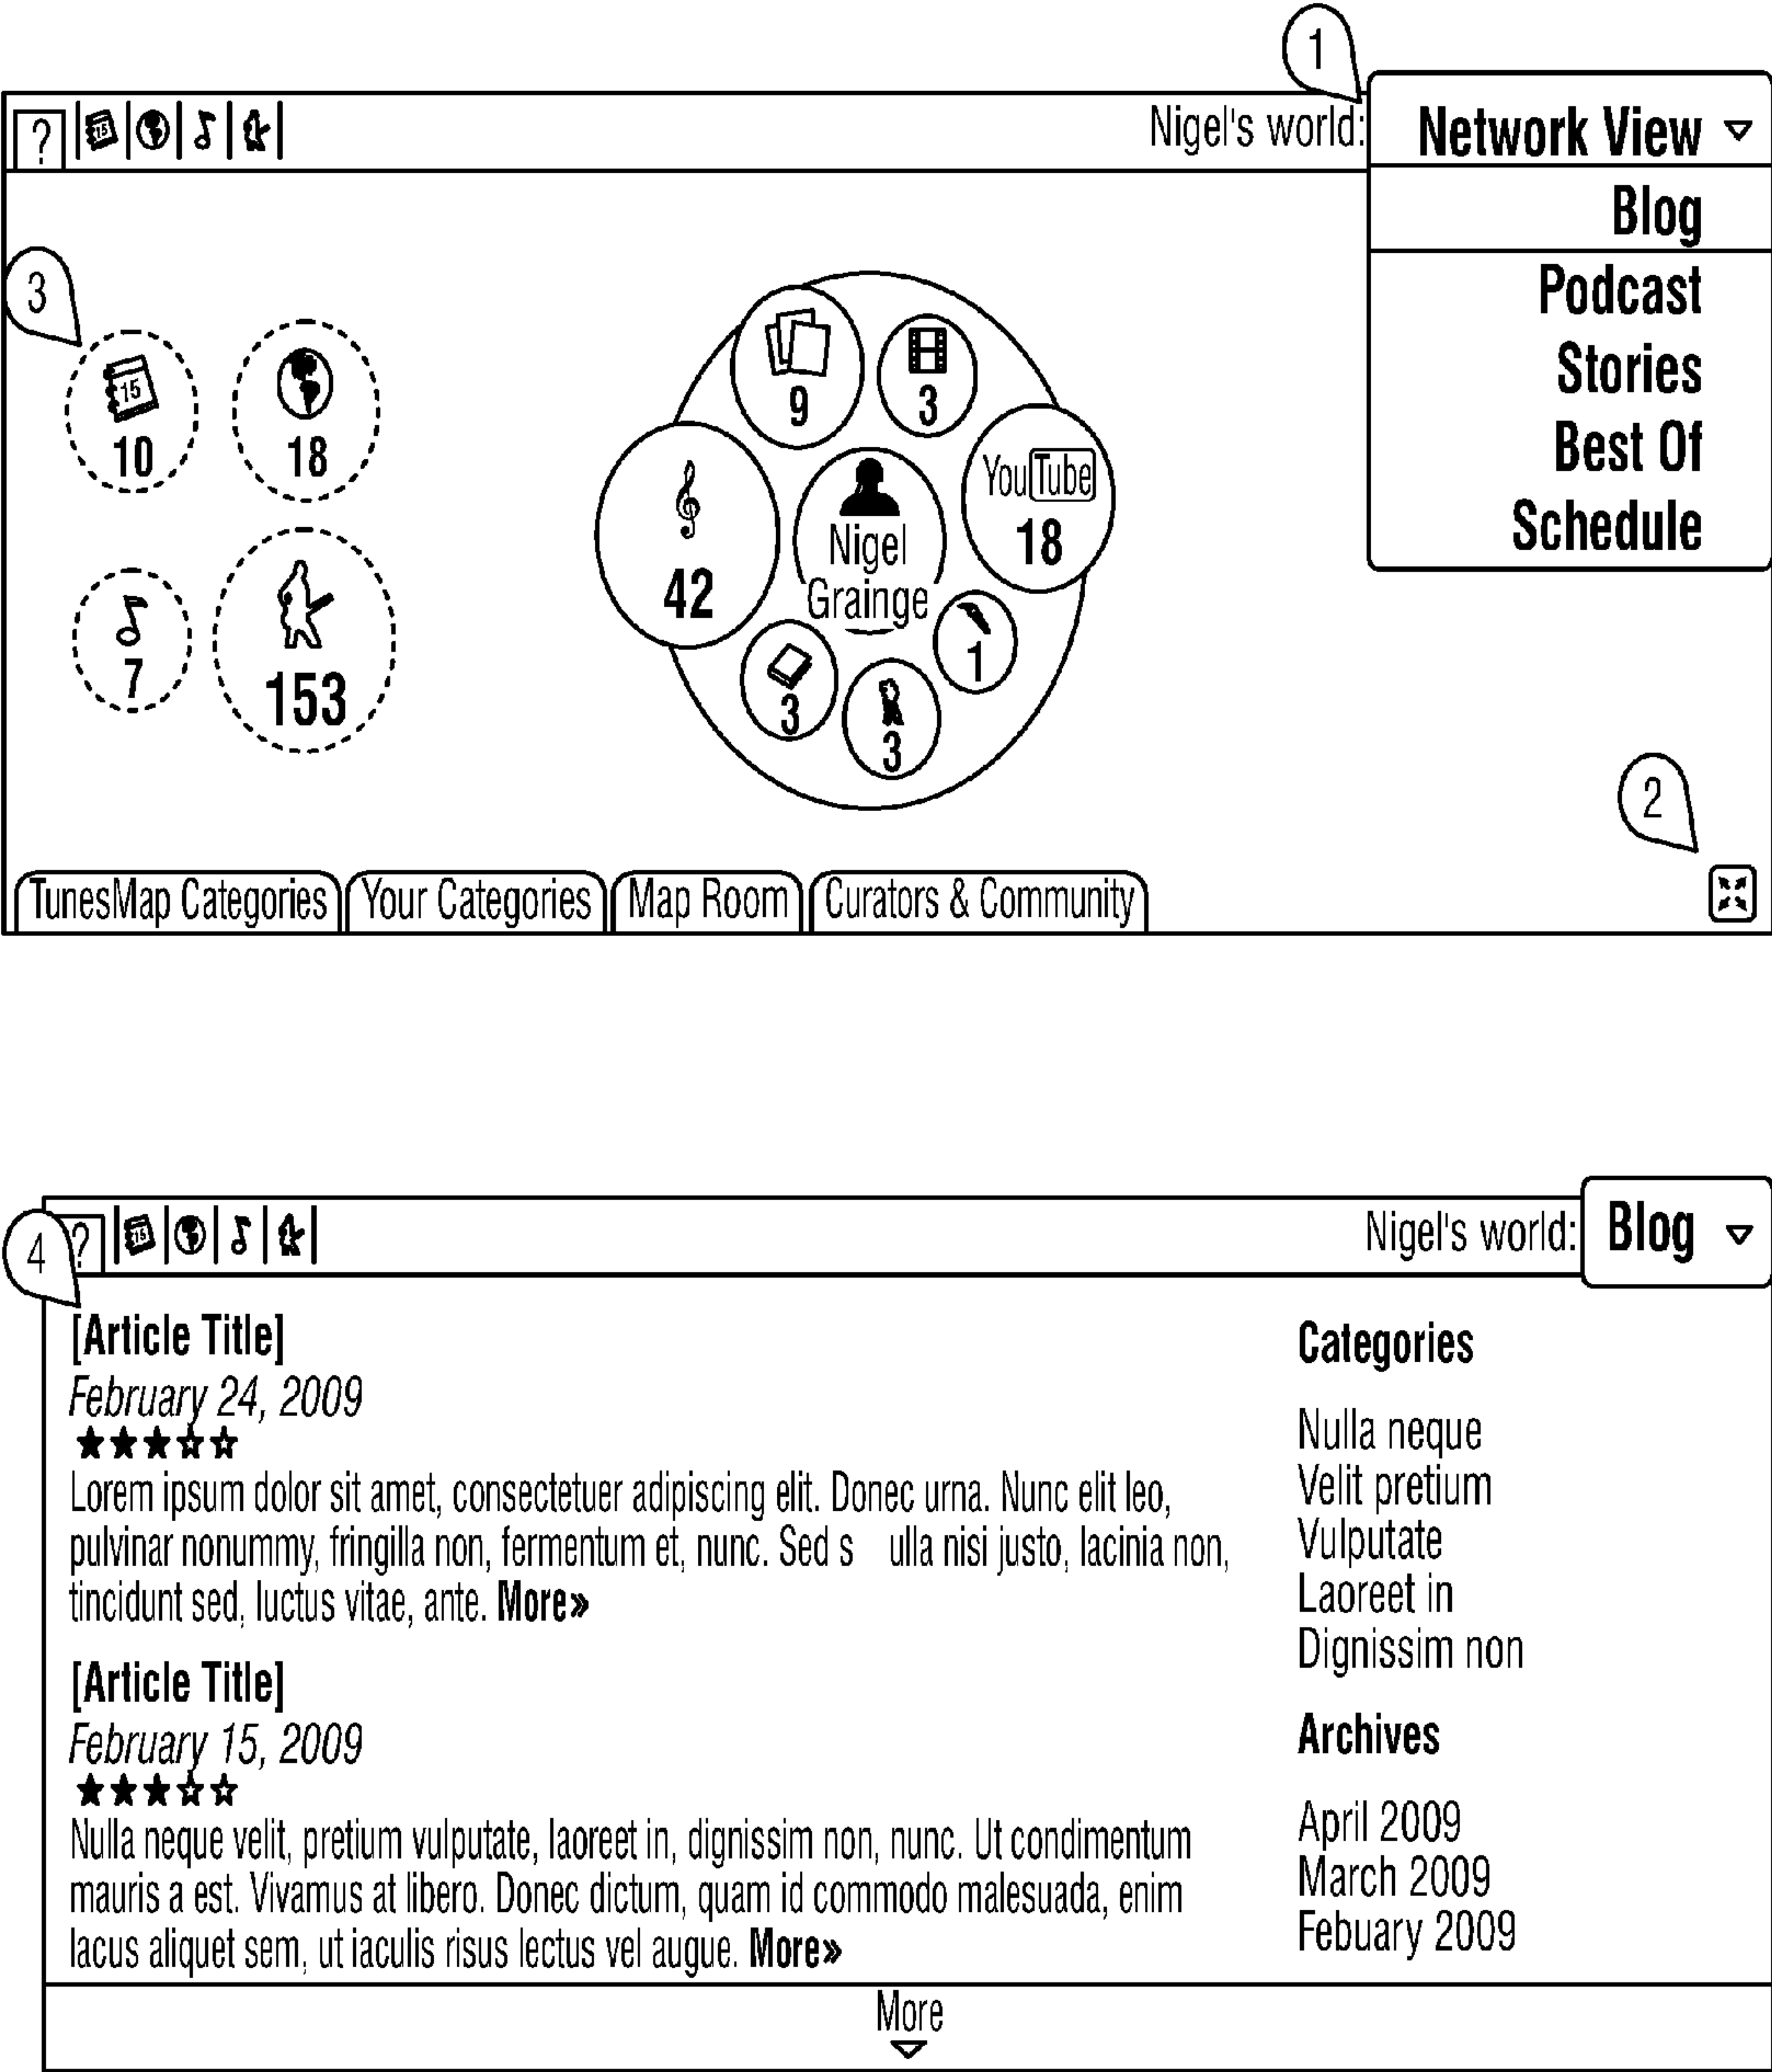 1
? 15 Nigel's world: Network View
Blog
Podcast
Stories
Best Of
Schedule
3
15
10
18
7
153
9
3
YouTube
18
42
Nigel
Grainge
1
3
3
2
TunesMap Categories Your Categories Map Room Curators & Community
4 ? 15 Nigel's world: Blog
[Article Title]
February 24, 2009
Lorem ipsum dolor sit amet, consectetuer adipiscing elit. Donec urna. Nunc elit leo,
pulvinar nonummy, fringilla non, fermentum et, nunc. Sed s ulla nisi justo, lacinia non,
tincidunt sed, luctus vitae, ante. More»
[Article Title]
February 15, 2009
Nulla neque velit, pretium vulputate, laoreet in, dignissim non, nunc. Ut condimentum
mauris a est. Vivamus at libero. Donec dictum, quam id commodo malesuada, enim
lacus aliquet sem, ut iaculis risus lectus vel augue. More»
Categories
Nulla neque
Velit pretium
Vulputate
Laoreet in
Dignissim non
Archives
April 2009
March 2009
Febuary 2009
More